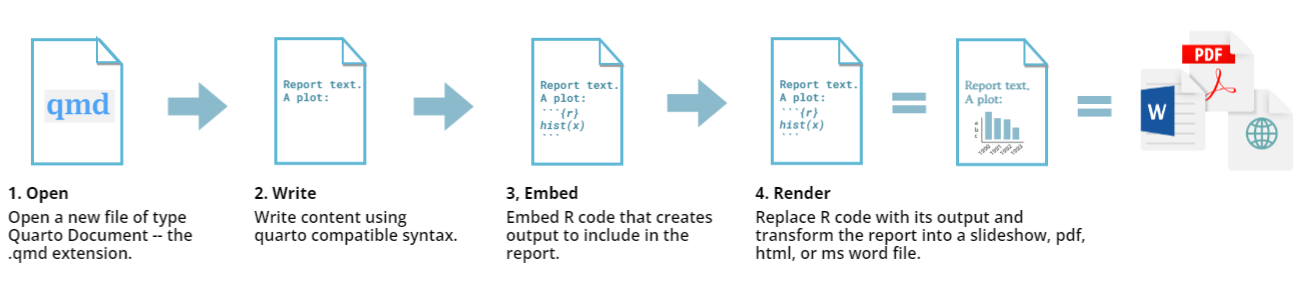 qmd
Report text.
A plot:
Report text.
A plot:
```{r}
hist(x)
```
Report text.
A plot:
```{r}
hist(x)
```
Report text.
A plot:
a
b
c
1990 1991 1992 1993
PDF
W
1. Open
Open a new file of type
Quarto Document -- the
.qmd extension.
2. Write
Write content using
quarto compatible syntax.
3, Embed
Embed R code that creates
output to include in the
report.
4. Render
Replace R code with its output and
transform the report into a slideshow, pdf,
html, or ms word file.